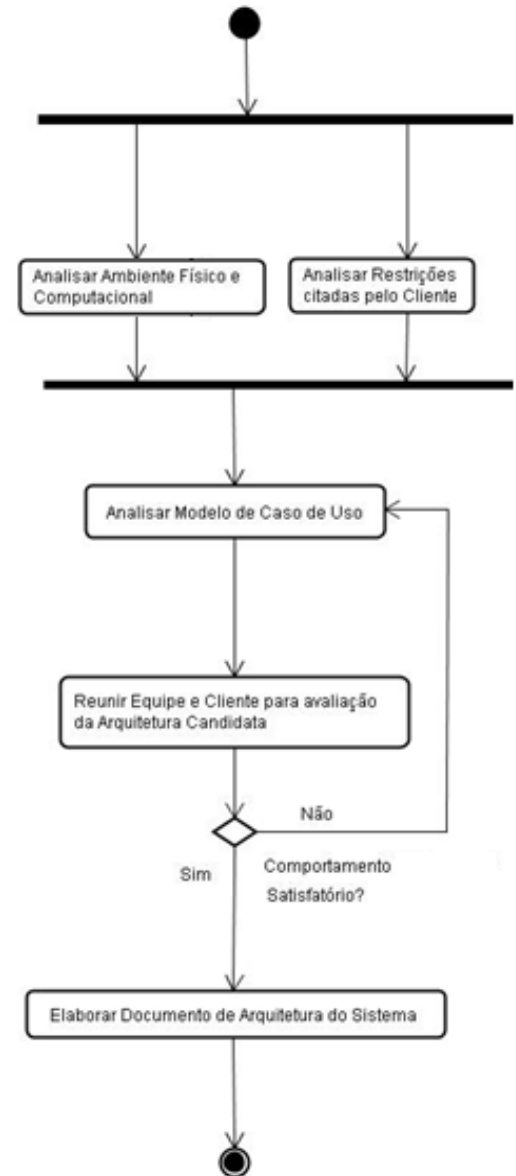 Analisar Ambiente Físico e
Computacional
Analisar Restrições
citadas pelo Cliente
Analisar Modelo de Caso de Uso
Reunir Equipe e Cliente para avaliação
da Arquitetura Candidata
Não
Sim
Comportamento
Satisfatório?
Elaborar Documento de Arquitetura do Sistema